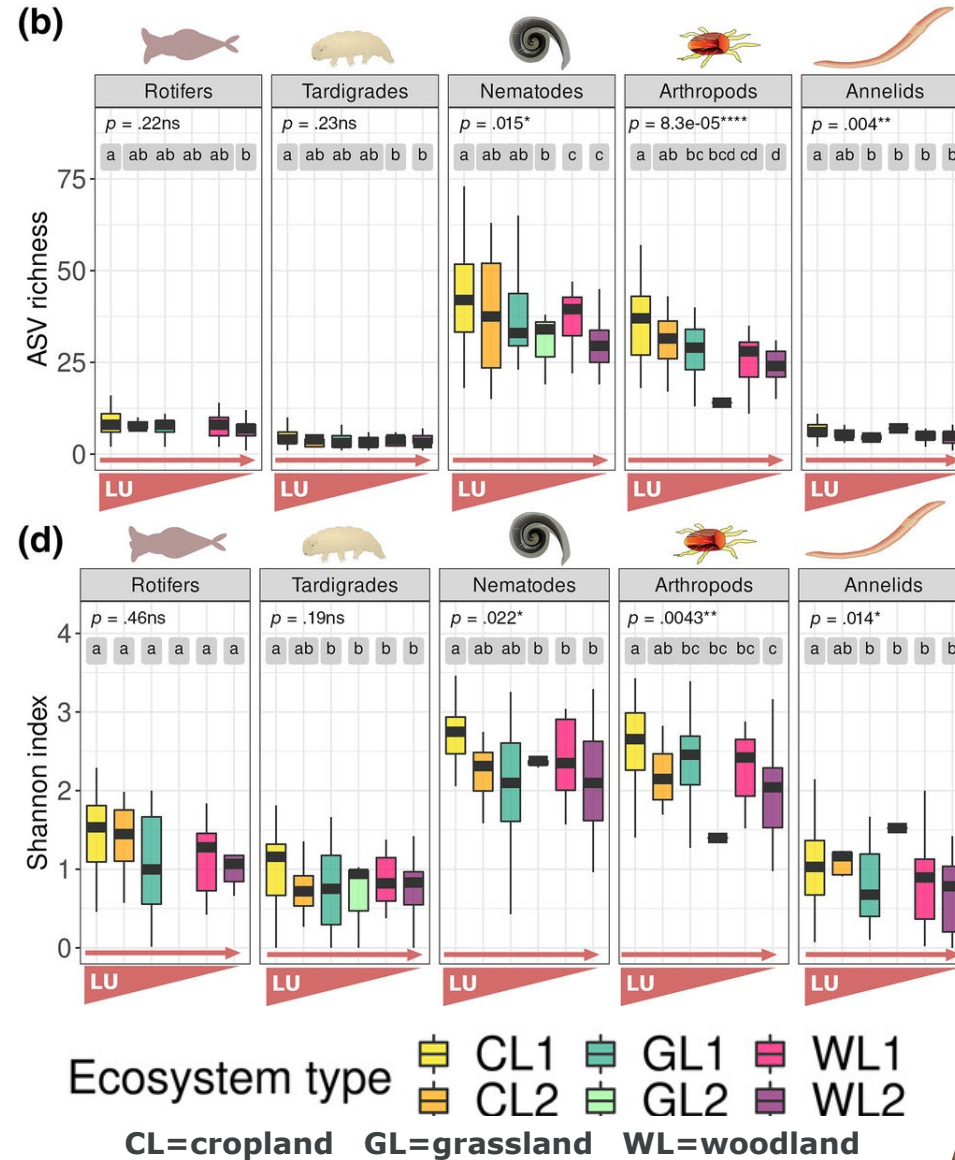 (b)
Rotifers Tardigrades Nematodes Arthropods Annelids
p = .22ns p = .23ns p = .015* p = 8.3e-05**** p = .004**
a ab ab ab ab b a ab ab ab b b a ab ab b c c a ab bc bcd cd d a ab b b b b
75
50
25
0
ASV richness
LU LU LU LU LU
(d)
Rotifers Tardigrades Nematodes Arthropods Annelids
p = .46ns p = .19ns p = .022* p = .0043** p = .014*
a a a a a a a ab b b b b a ab ab b b b a ab bc bc bc c a ab b b b b
4
3
2
1
0
Shannon index
LU LU LU LU LU
Ecosystem type
CL1 GL1 WL1
CL2 GL2 WL2
CL=cropland GL=grassland WL=woodland